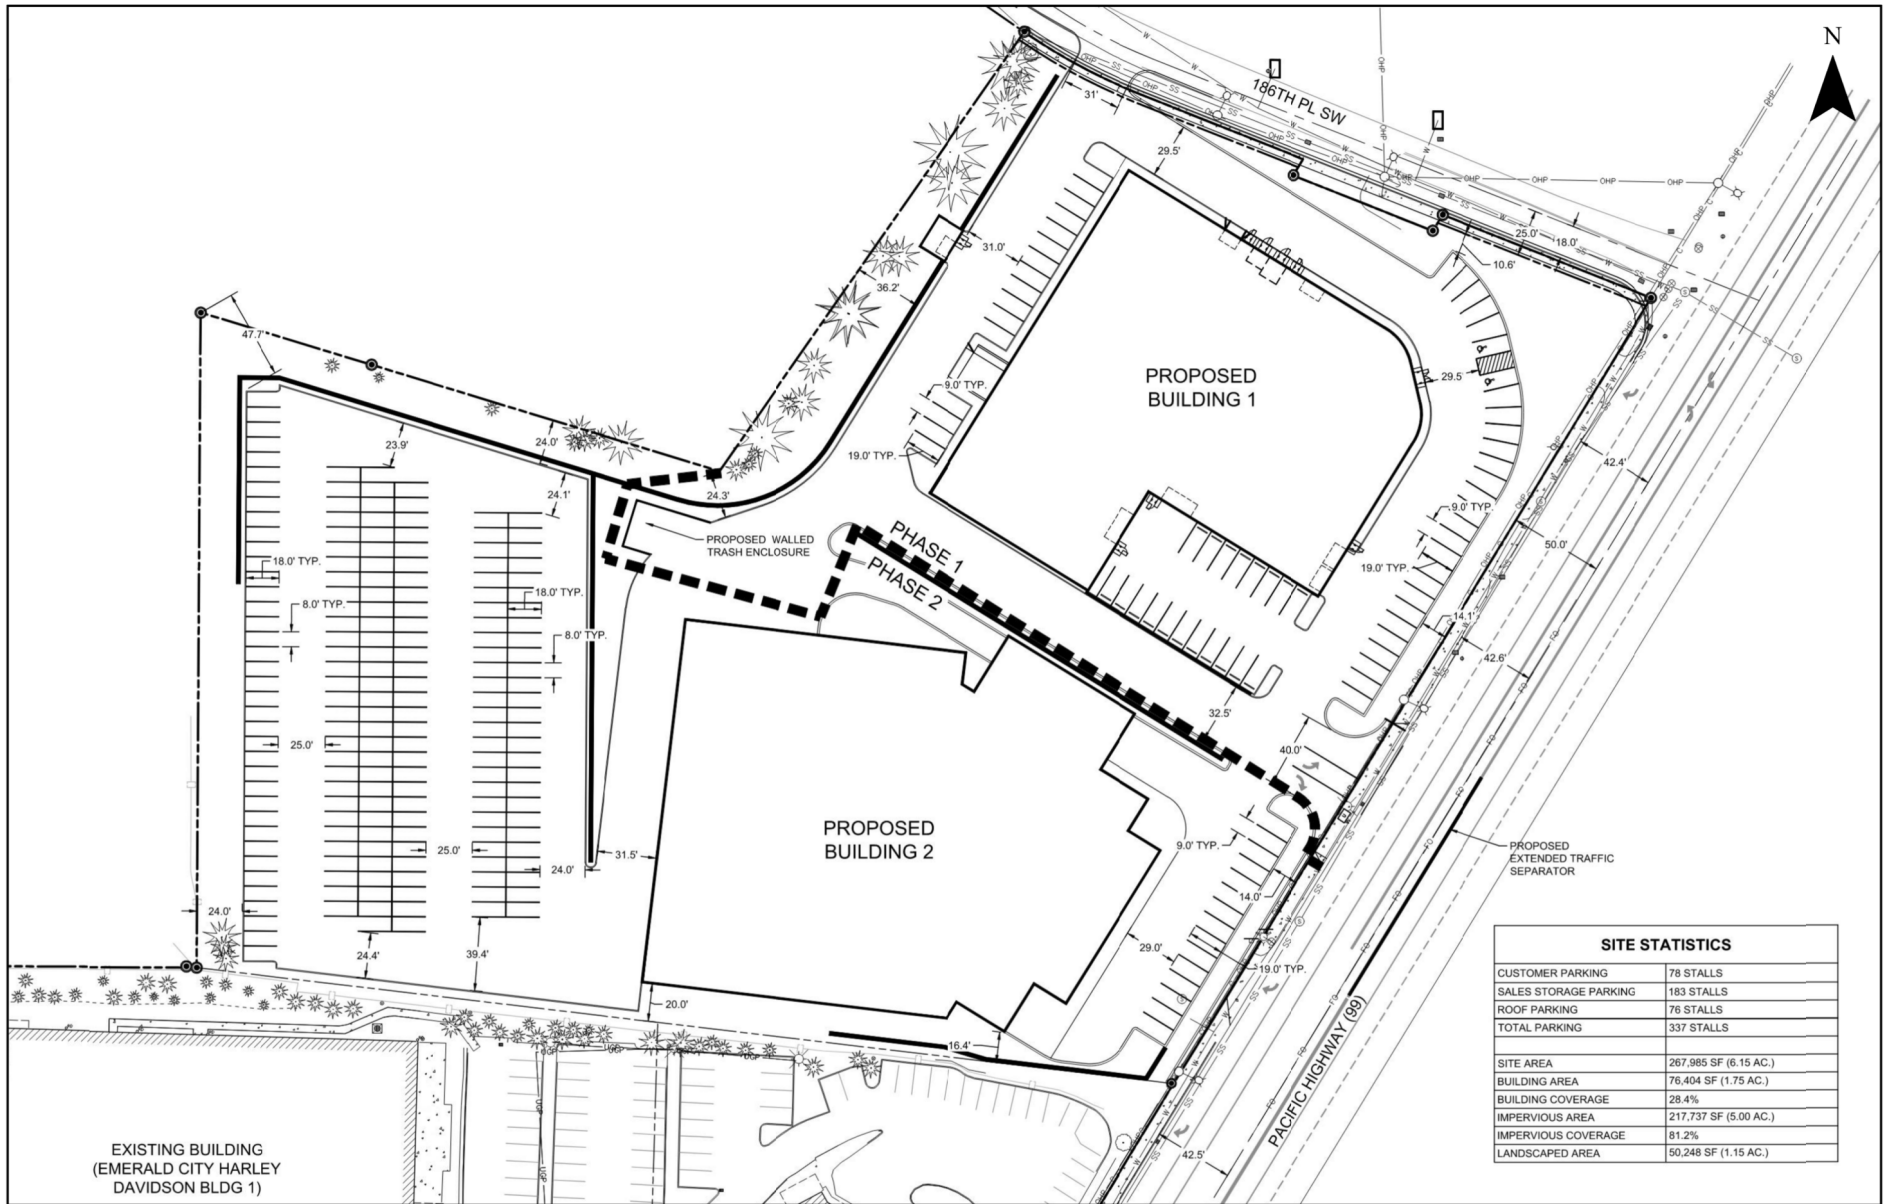 N
186TH PL SW
31'
29.5'
31.0'
36.2'
25.0'
18.0'
10.6'
47.7'
PROPOSED
BUILDING 1
29.5'
9.0' TYP.
19.0' TYP.
23.9'
24.0'
24.1'
24.3'
42.4'
9.0' TYP.
50.0'
19.0' TYP.
PROPOSED WALLED
TRASH ENCLOSURE
PHASE 1
PHASE 2
18.0' TYP.
18.0' TYP.
8.0' TYP.
8.0' TYP.
14.1'
42.6'
32.5'
40.0'
25.0'
25.0'
24.0'
31.5'
PROPOSED
BUILDING 2
9.0' TYP.
14.0'
PROPOSED
EXTENDED TRAFFIC
SEPARATOR
24.0'
24.4'
39.4'
29.0'
19.0' TYP.
20.0'
16.4'
42.5'
PACIFIC HIGHWAY (99)
EXISTING BUILDING
(EMERALD CITY HARLEY
DAVIDSON BLDG 1)
SITE STATISTICS
CUSTOMER PARKING 78 STALLS
SALES STORAGE PARKING 183 STALLS
ROOF PARKING 76 STALLS
TOTAL PARKING 337 STALLS
SITE AREA 267,985 SF (6.15 AC.)
BUILDING AREA 76,404 SF (1.75 AC.)
BUILDING COVERAGE 28.4%
IMPERVIOUS AREA 217,737 SF (5.00 AC.)
IMPERVIOUS COVERAGE 81.2%
LANDSCAPED AREA 50,248 SF (1.15 AC.)